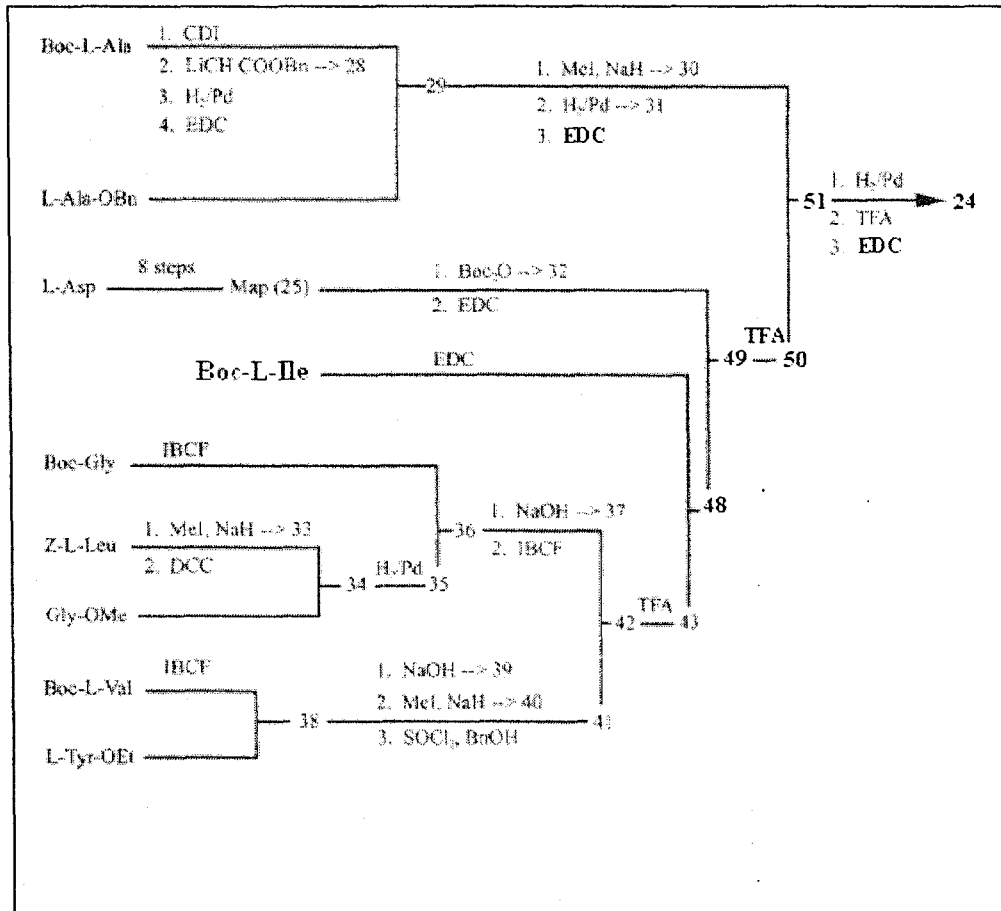 Boc-L-Ala
1. CDI
2. LiCH COOBn --> 28
3. H₂/Pd
4. EDC
29
1. MeI, NaH --> 30
2. H₂/Pd --> 31
3. EDC
L-Ala-OBn
51
1. H₂/Pd
2. TFA
3. EDC
24
L-Asp
8 steps
Map (25)
1. Boc₂O --> 32
2. EDC
49
TFA
50
Boc-L-Ile
EDC
Boc-Gly
IBCF
48
36
1. NaOH --> 37
2. IBCF
Z-L-Leu
1. MeI, NaH --> 33
2. DCC
34
H₂/Pd
35
Gly-OMe
42
TFA
43
Boc-L-Val
IBCF
38
1. NaOH --> 39
2. MeI, NaH --> 40
3. SOCl₂, BnOH
41
L-Tyr-OEt